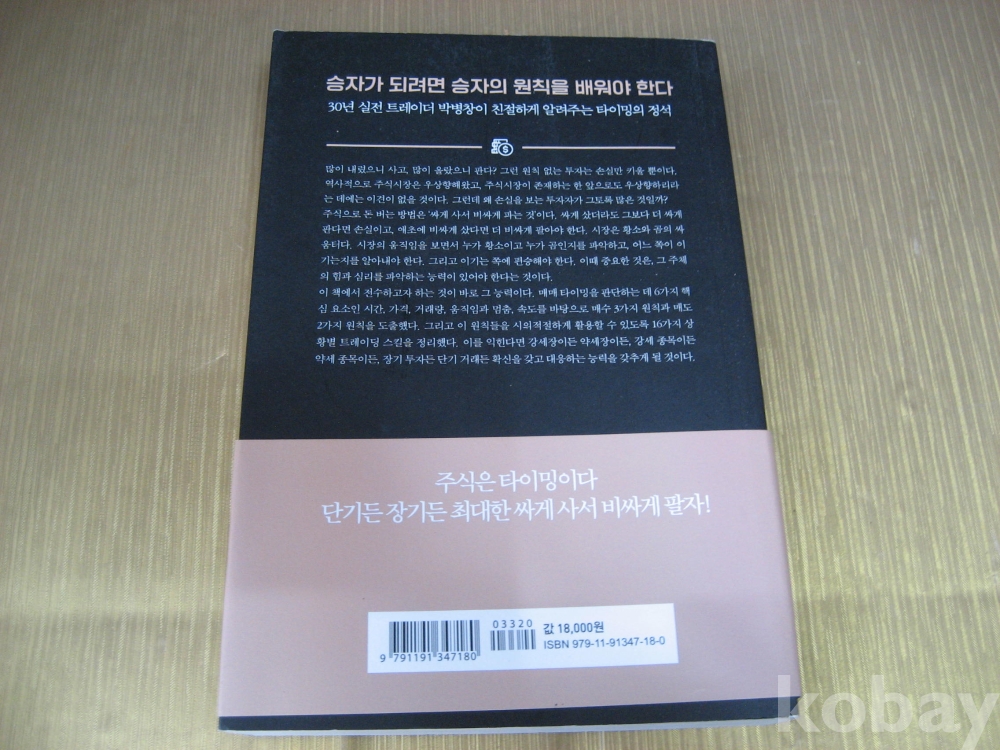 승자가 되려면 승자의 원칙을 배워야 한다
30년 실전 트레이더 박병창이 친절하게 알려주는 타이밍의 정석
많이 내렸으니 사고, 많이 올랐으니 판다? 그런 원칙 없는 투자는 손실만 키울 뿐이다.
역사적으로 주식시장은 우상향해왔고, 주식시장이 존재하는 한 앞으로도 우상향하리라
는 데에는 이견이 없을 것이다. 그런데 왜 손실을 보는 투자자가 그토록 많은 것일까?
주식으로 돈 버는 방법은 '싸게 사서 비싸게 파는 것'이다. 싸게 샀더라도 그보다 더 싸게
판다면 손실이고, 애초에 비싸게 샀다면 더 비싸게 팔아야 한다. 시장은 황소와 곰의 싸
움터다. 시장의 움직임을 보면서 누가 황소이고 누가 곰인지를 파악하고, 어느 쪽이 이
기는지를 알아내야 한다. 그리고 이기는 쪽에 편승해야 한다. 이때 중요한 것은, 그 주체
의 힘과 심리를 파악하는 능력이 있어야 한다는 것이다.
이 책에서 전수하고자 하는 것이 바로 그 능력이다. 매매 타이밍을 판단하는 데 6가지 핵
심 요소인 시간, 가격, 거래량, 움직임과 멈춤, 속도를 바탕으로 매수 3가지 원칙과 매도
2가지 원칙을 도출했다. 그리고 이 원칙들을 시의적절하게 활용할 수 있도록 16가지 상
황별 트레이딩 스킬을 정리했다. 이를 익힌다면 강세장이든 약세장이든, 강세 종목이든
약세 종목이든, 장기 투자든 단기 거래든 확신을 갖고 대응하는 능력을 갖추게 될 것이다.
주식은 타이밍이다
단기든 장기든 최대한 싸게 사서 비싸게 팔자!
03320
값 18,000원
ISBN 979-11-91347-18-0
9 791191 347180
kobay